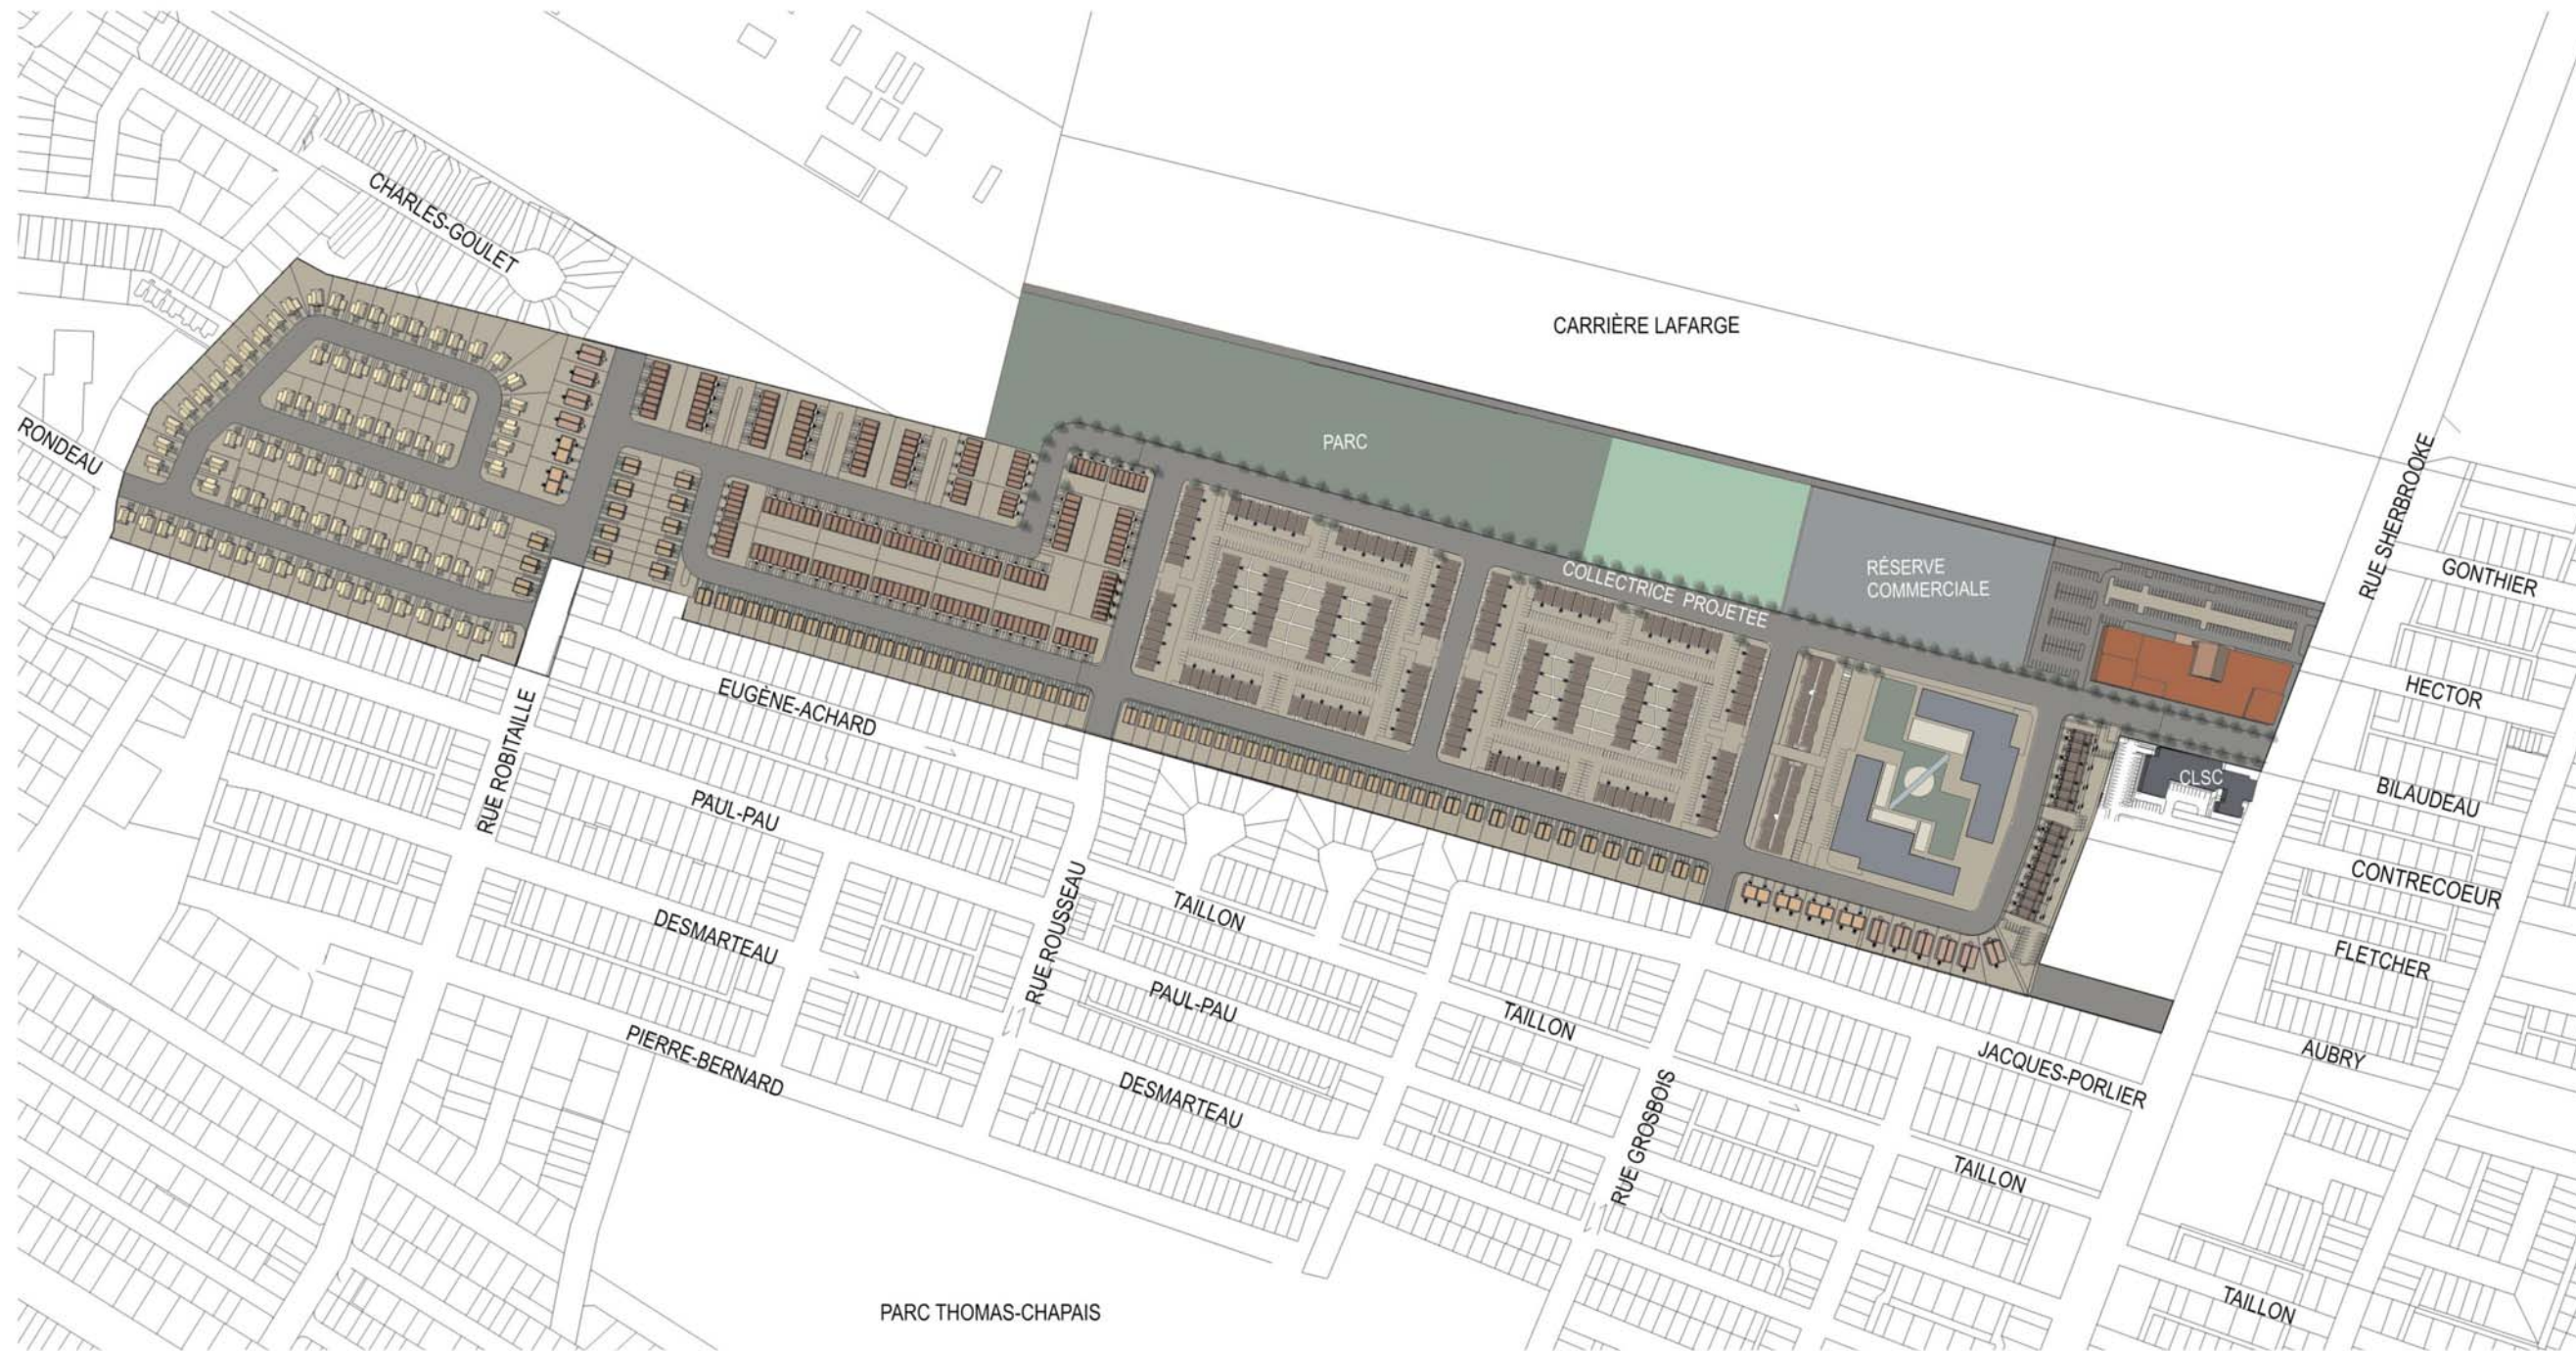 CHARLES-GOULET
CARRIÈRE LAFARGE
RONDEAU
PARC
RUE SHERBROOKE
GONTHIER
RÉSERVE
COMMERCIALE
COLLECTRICE PROJETEE
HECTOR
EUGÈNE-ACHARD
RUE ROBITAILLE
CLSC
BILAUDEAU
PAUL-PAU
CONTRECOEUR
TAILLON
RUE ROUSSEAU
DESMARTEAU
FLETCHER
PAUL-PAU
TAILLON
PIERRE-BERNARD
AUBRY
JACQUES-PORLIER
DESMARTEAU
RUE GROSBOIS
TAILLON
PARC THOMAS-CHAPAIS
TAILLON